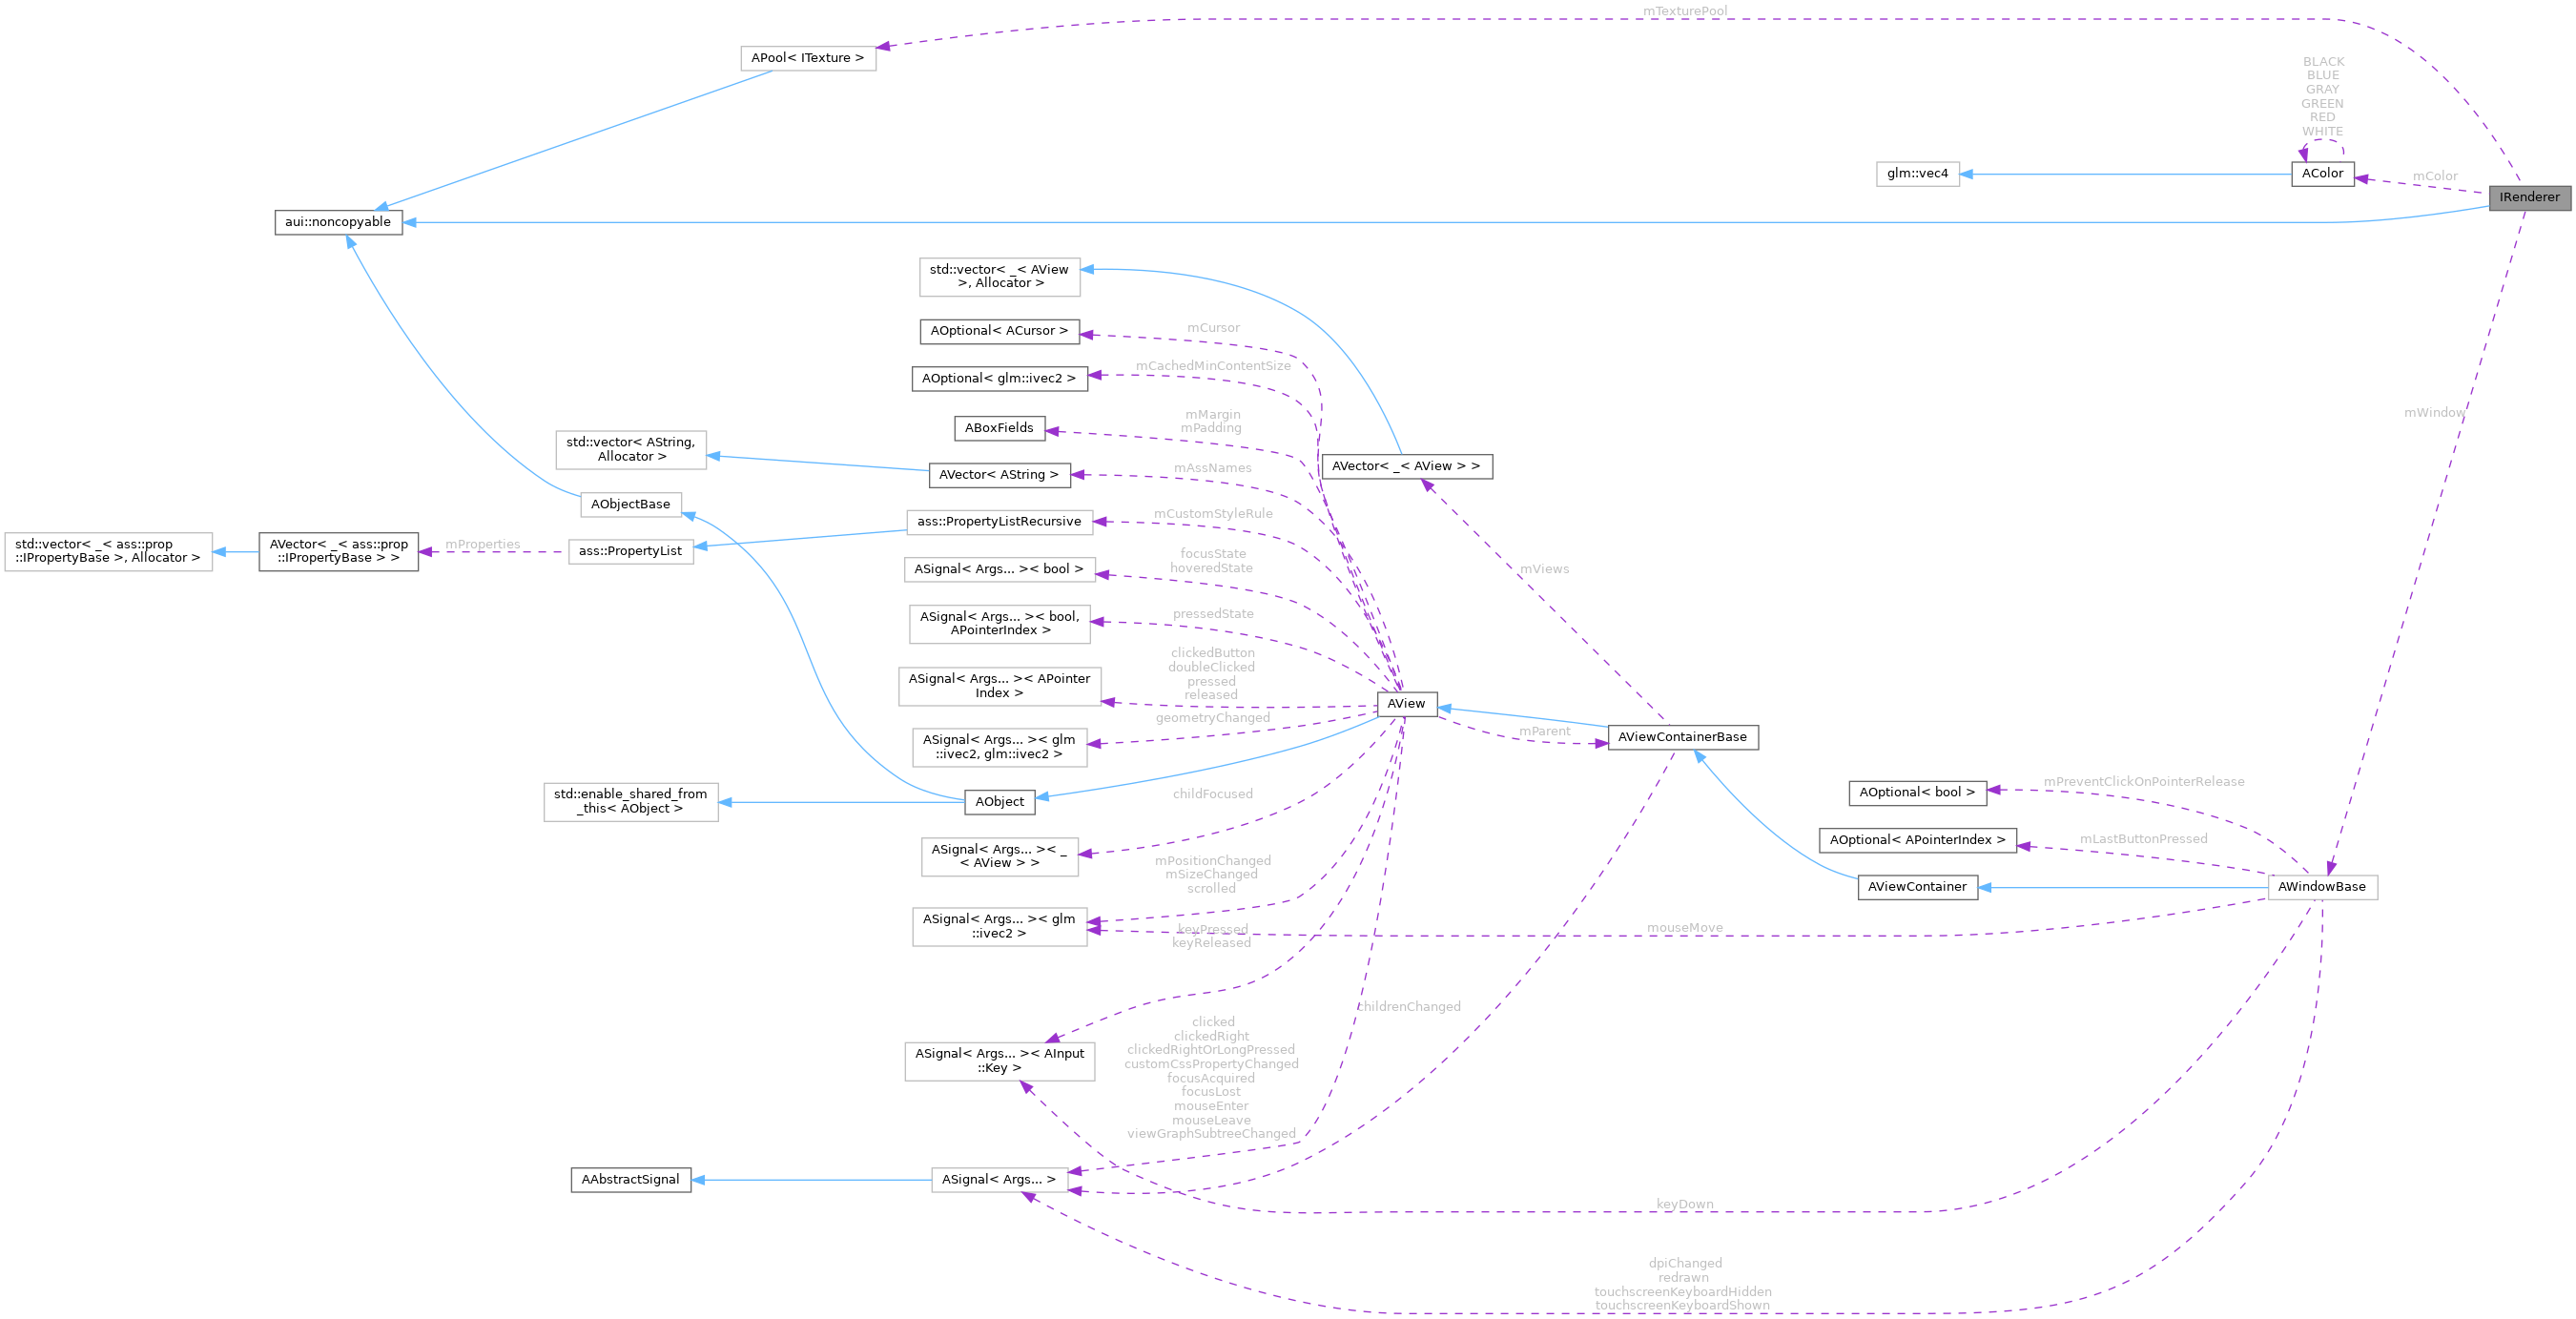 mTexturePool
APool< ITexture >
BLACK
BLUE
GRAY
GREEN
RED
WHITE
glm::vec4
AColor
mColor
IRenderer
aui::noncopyable
std::vector< _< AView
>, Allocator >
AOptional< ACursor >
mCursor
mCachedMinContentSize
AOptional< glm::ivec2 >
mWindow
mMargin
mPadding
ABoxFields
std::vector< AString,
Allocator >
AVector< AString >
mAssNames
AVector< _< AView > >
AObjectBase
ass::PropertyListRecursive
mCustomStyleRule
std::vector< _< ass::prop
::IPropertyBase >, Allocator >
AVector< _< ass::prop
::IPropertyBase > >
mProperties
ass::PropertyList
focusState
hoveredState
ASignal< Args... >< bool >
mViews
ASignal< Args... >< bool,
APointerIndex >
pressedState
clickedButton
doubleClicked
pressed
released
ASignal< Args... >< APointer
Index >
AView
geometryChanged
ASignal< Args... >< glm
::ivec2, glm::ivec2 >
mParent
AViewContainerBase
std::enable_shared_from
_this< AObject >
AObject
childFocused
mPreventClickOnPointerRelease
AOptional< bool >
AOptional< APointerIndex >
mLastButtonPressed
ASignal< Args... >< _
< AView > >
mPositionChanged
mSizeChanged
scrolled
AViewContainer
AWindowBase
ASignal< Args... >< glm
::ivec2 >
keyPressed
keyReleased
mouseMove
childrenChanged
ASignal< Args... >< AInput
::Key >
clicked
clickedRight
clickedRightOrLongPressed
customCssPropertyChanged
focusAcquired
focusLost
mouseEnter
mouseLeave
viewGraphSubtreeChanged
AAbstractSignal
ASignal< Args... >
keyDown
dpiChanged
redrawn
touchscreenKeyboardHidden
touchscreenKeyboardShown